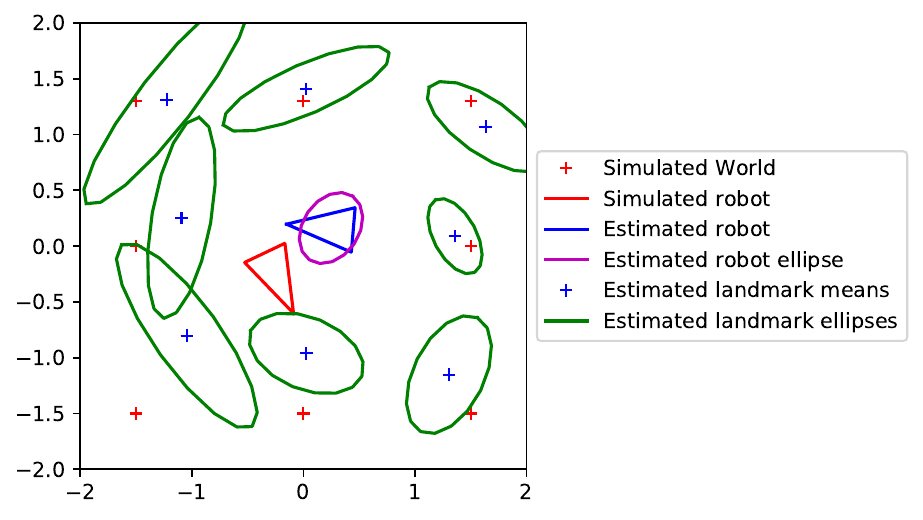 2.0
1.5
1.0
0.5
0.0
−0.5
−1.0
−1.5
−2.0
−2 −1 0 1 2
Simulated World
Simulated robot
Estimated robot
Estimated robot ellipse
Estimated landmark means
Estimated landmark ellipses